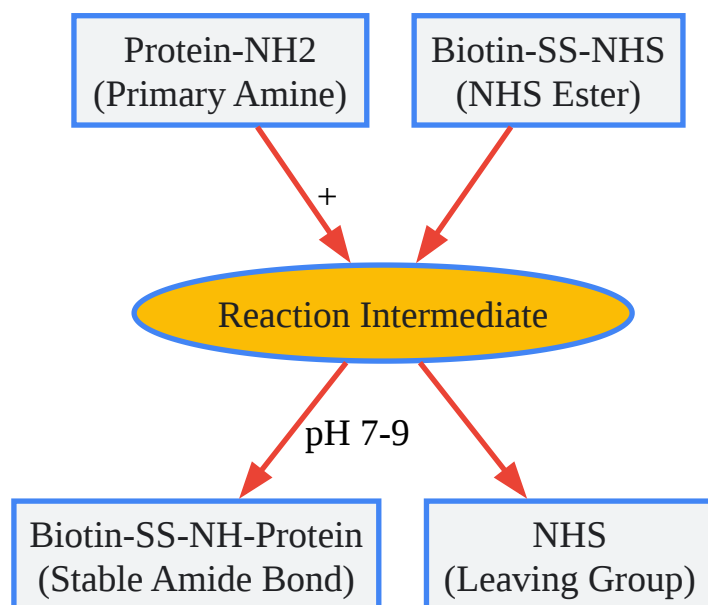 Protein-NH2
(Primary Amine)
Biotin-SS-NHS
(NHS Ester)
+
Reaction Intermediate
pH 7-9
Biotin-SS-NH-Protein
(Stable Amide Bond)
NHS
(Leaving Group)